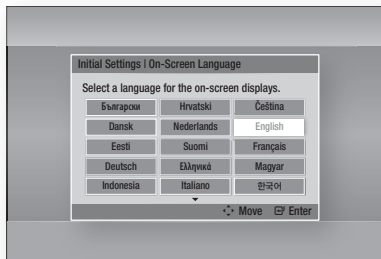 Initial Settings | On-Screen Language
Select a language for the on-screen displays.
Български Hrvatski Čeština
Dansk Nederlands English
Eesti Suomi Français
Deutsch Ελληνικά Magyar
Indonesia Italiano 한국어
Move Enter